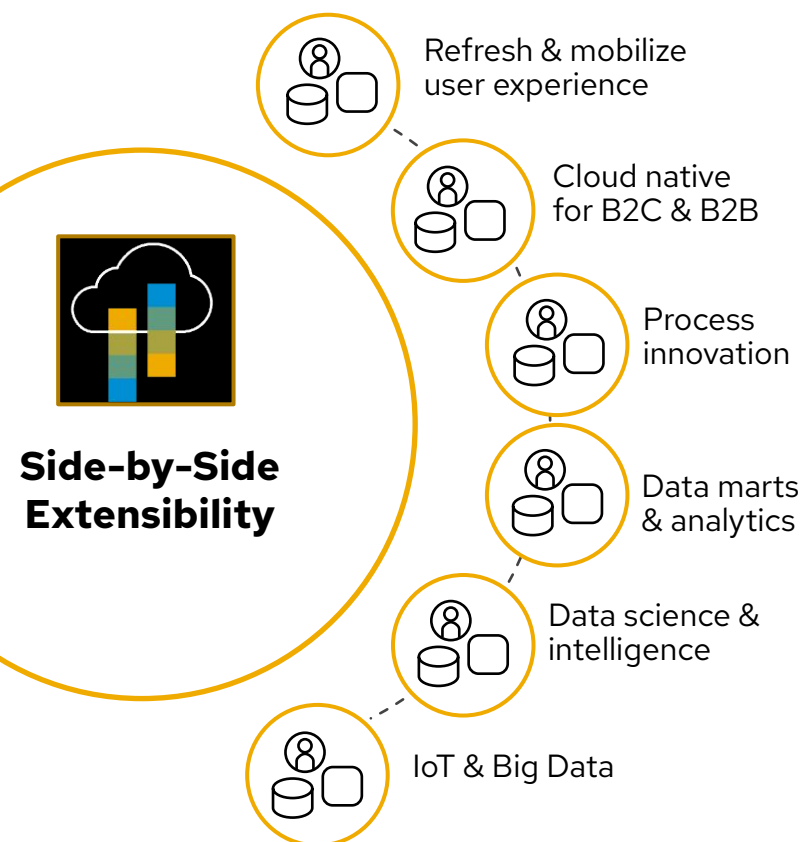 Refresh & mobilize
user experience
Cloud native
for B2C & B2B
Process
innovation
Side-by-Side
Extensibility
Data marts
& analytics
Data science &
intelligence
IoT & Big Data